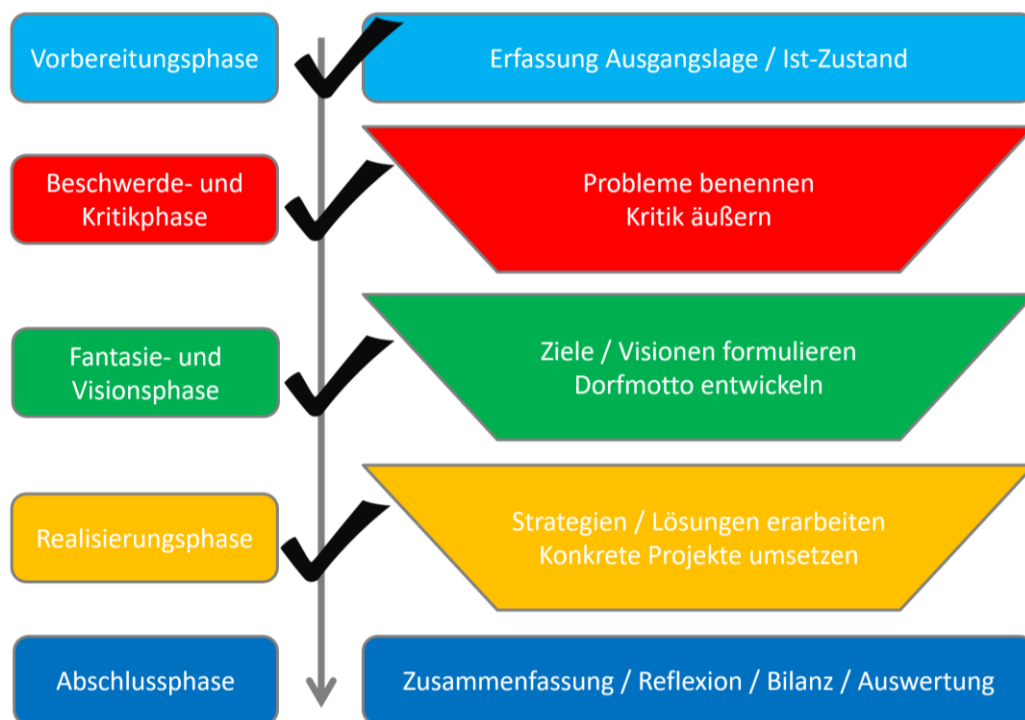 Vorbereitungsphase
Erfassung Ausgangslage / Ist-Zustand
Beschwerde- und
Kritikphase
Probleme benennen
Kritik äußern
Fantasie- und
Visionsphase
Ziele / Visionen formulieren
Dorfmotto entwickeln
Realisierungsphase
Strategien / Lösungen erarbeiten
Konkrete Projekte umsetzen
Abschlussphase
Zusammenfassung / Reflexion / Bilanz / Auswertung